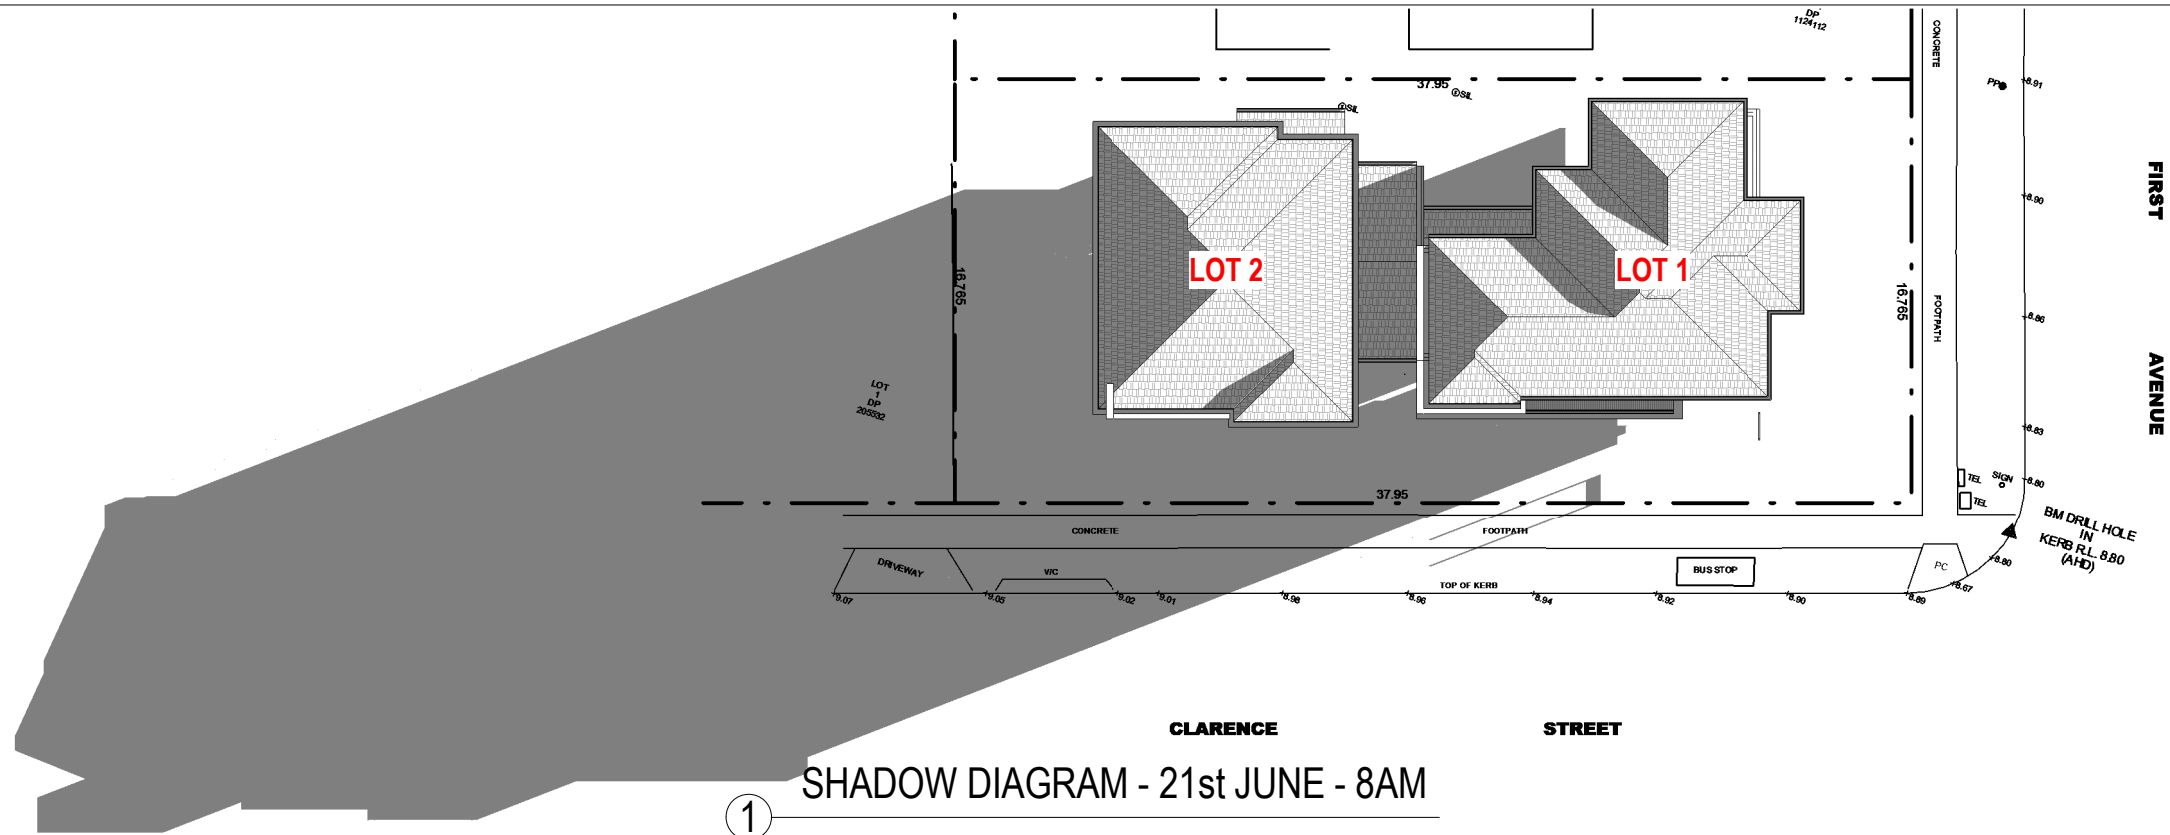 DP
1124112
CONCRETE
37.95
SIL
SIL
PP
8.91
FIRST
8.90
16.765
LOT 2
LOT 1
16.765
FOOTPATH
8.86
AVENUE
LOT
1
DP
205532
8.83
37.95
TEL
SIGN
8.80
TEL
BM DRILL HOLE
IN
KERB R.L. 8.80
(AHD)
CONCRETE
FOOTPATH
8.80
DRIVEWAY
V/C
BUS STOP
PC
TOP OF KERB
8.67
9.07
9.05
9.02
9.01
8.98
8.96
8.94
8.92
8.90
8.89
CLARENCE STREET
SHADOW DIAGRAM - 21st JUNE - 8AM
1